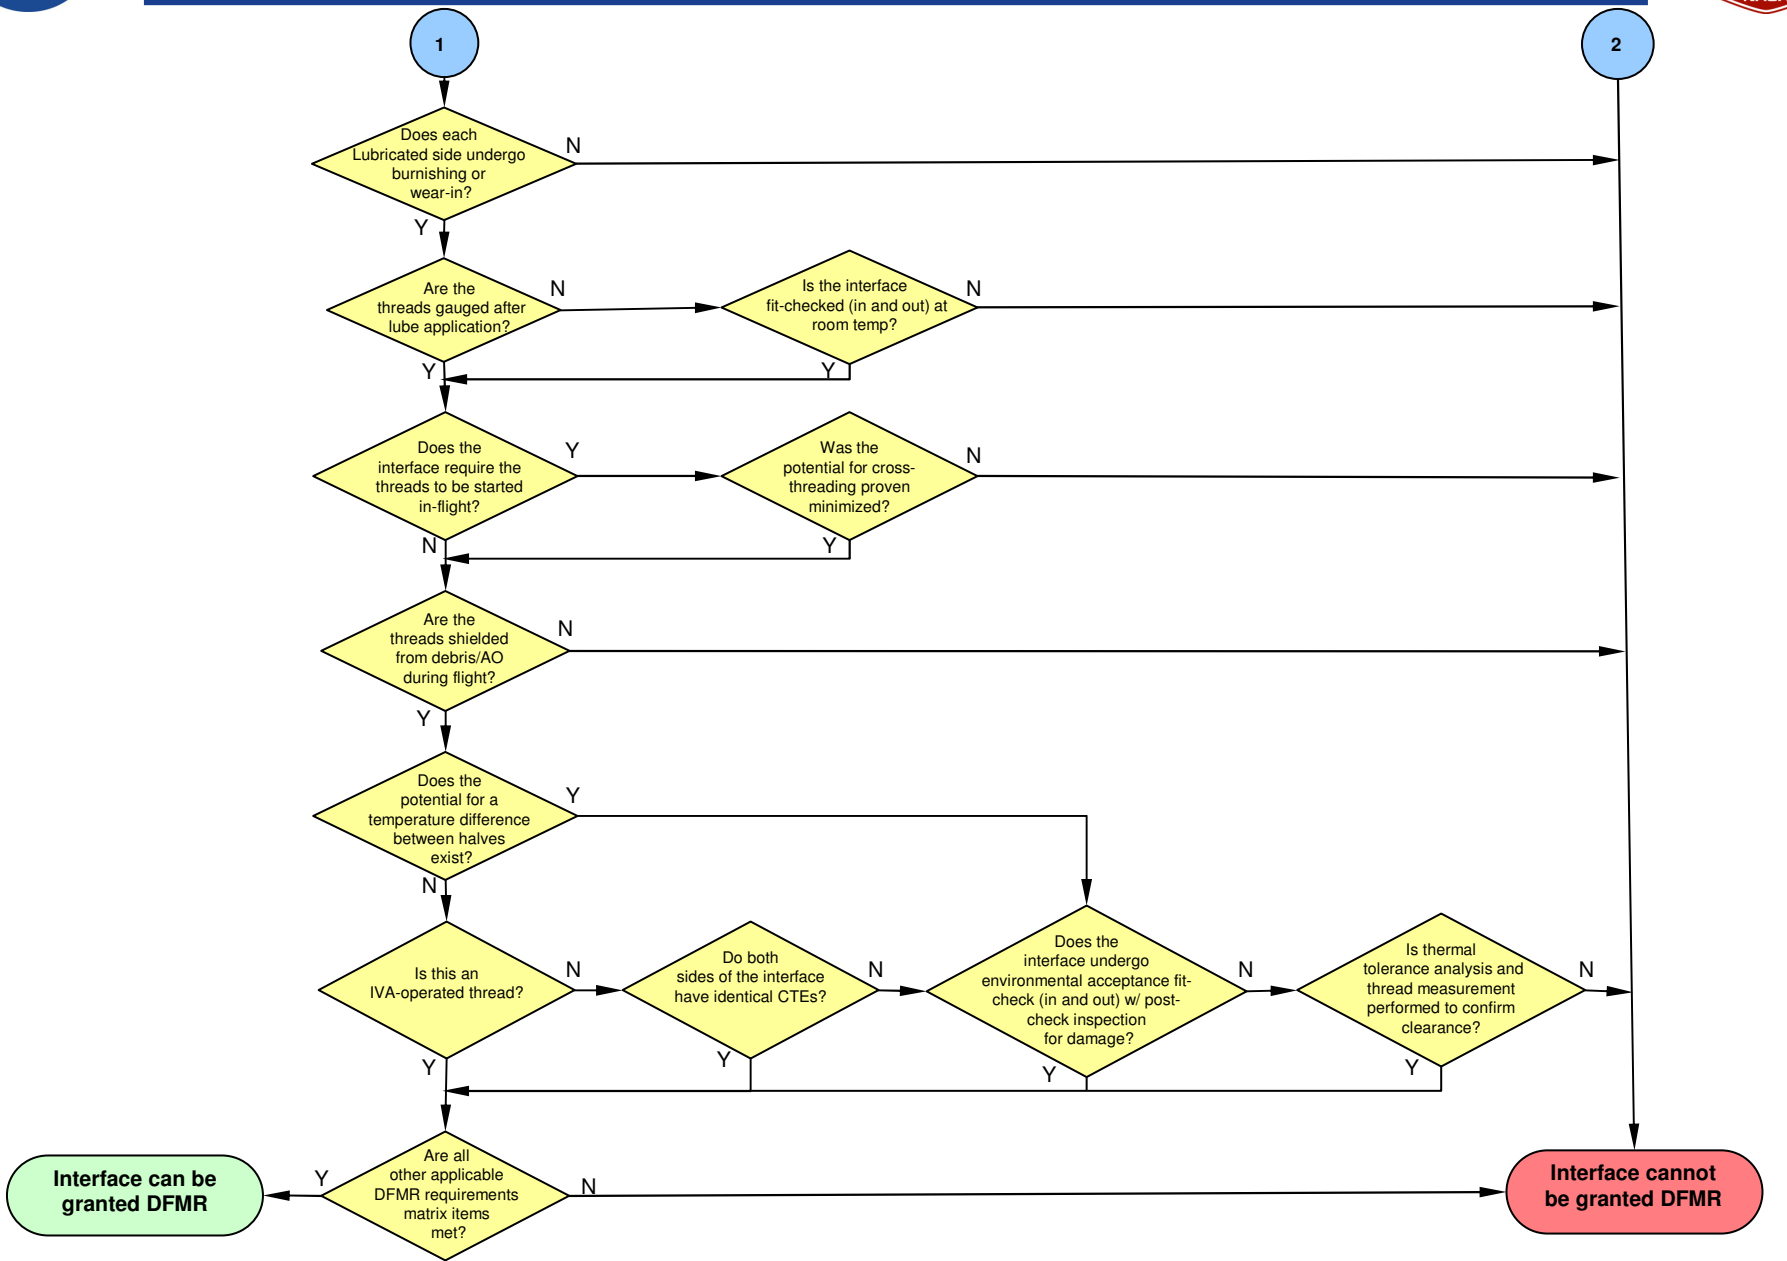 1
2
Does each
Lubricated side undergo
burnishing or
wear-in?
N
Y
Are the
threads gauged after
lube application?
N
Is the interface
fit-checked (in and out) at
room temp?
N
Y
Y
Does the
interface require the
threads to be started
in-flight?
Y
Was the
potential for cross-
threading proven
minimized?
N
N
Y
Are the
threads shielded
from debris/AO
during flight?
N
Y
Does the
potential for a
temperature difference
between halves
exist?
Y
N
Is this an
IVA-operated thread?
N
Do both
sides of the interface
have identical CTEs?
N
Does the
interface undergo
environmental acceptance fit-
check (in and out) w/ post-
check inspection
for damage?
N
Is thermal
tolerance analysis and
thread measurement
performed to confirm
clearance?
N
Y
Y
Y
Y
Interface can be
granted DFMR
Y
Are all
other applicable
DFMR requirements
matrix items
met?
N
Interface cannot
be granted DFMR